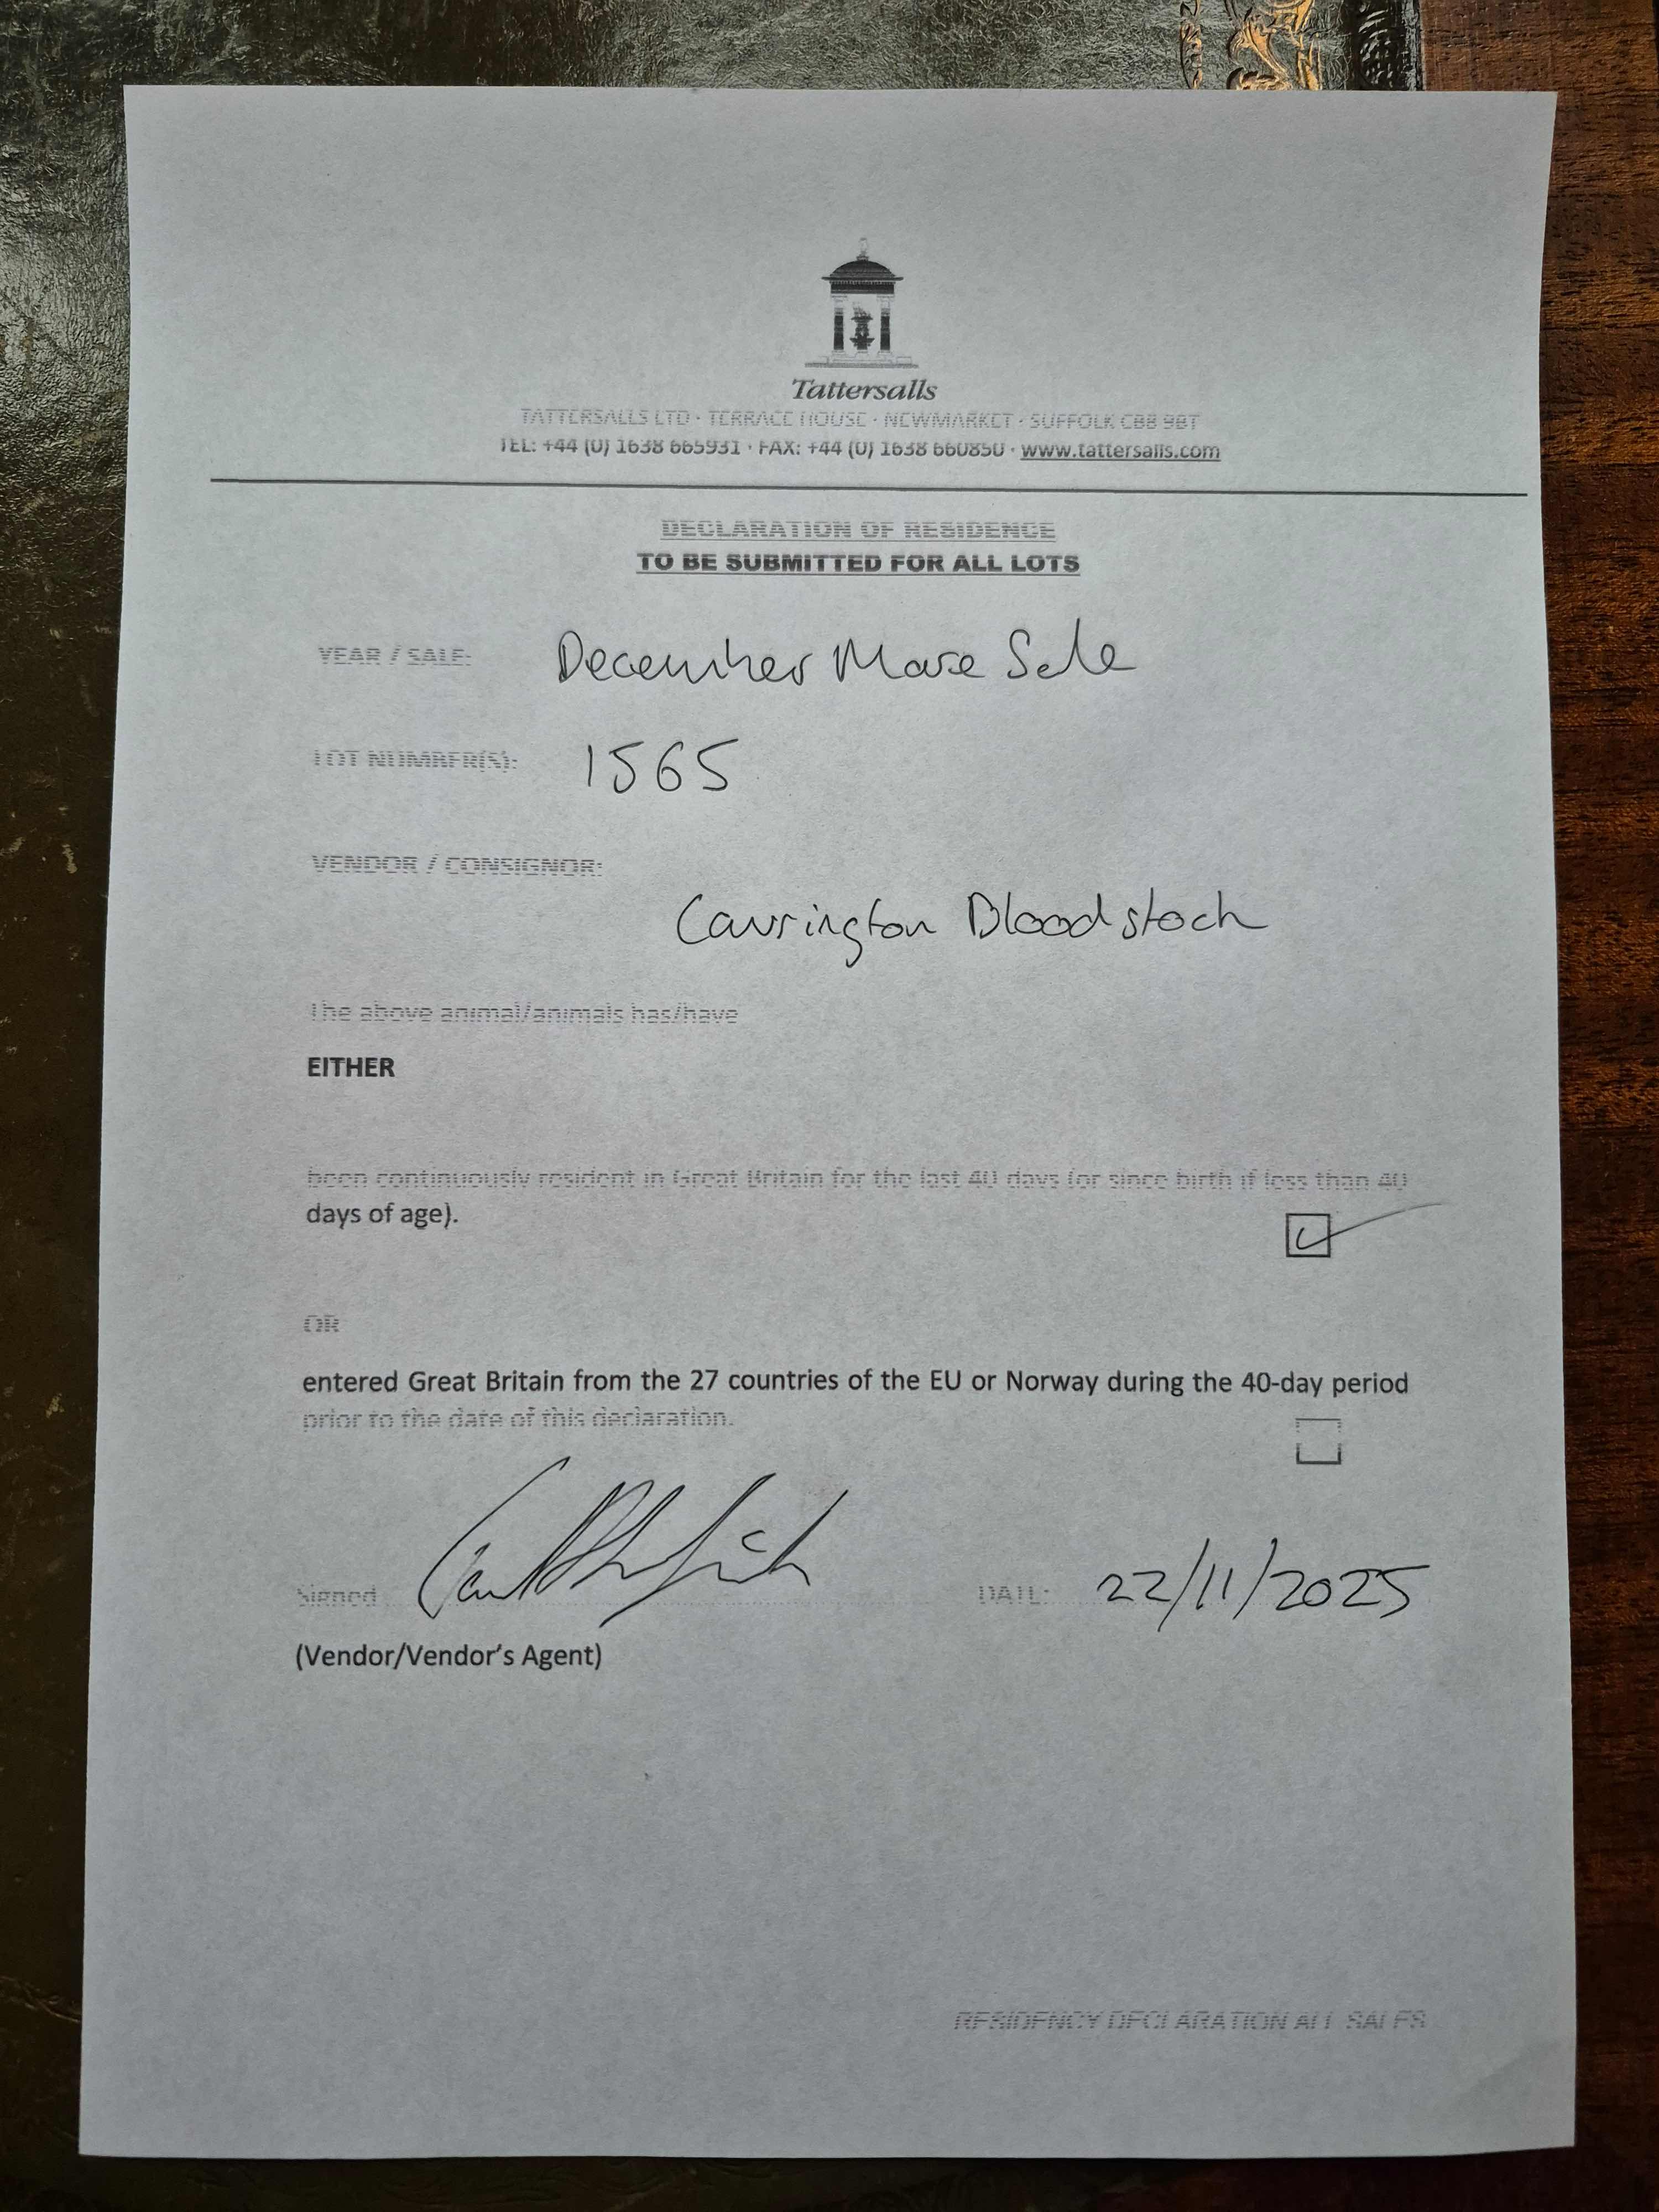 Tattersalls
TATTERSALLS LTD · TERRACE HOUSE · NEWMARKET · SUFFOLK CB8 9BT
TEL: +44 (0) 1638 665931 · FAX: +44 (0) 1638 660850 · www.tattersalls.com
DECLARATION OF RESIDENCE
TO BE SUBMITTED FOR ALL LOTS
YEAR / SALE: December Mare Sale
LOT NUMBER(S): 1565
VENDOR / CONSIGNOR:
Carrington Bloodstock
The above animal/animals has/have
EITHER
been continuously resident in Great Britain for the last 40 days (or since birth if less than 40
days of age).
OR
entered Great Britain from the 27 countries of the EU or Norway during the 40-day period
prior to the date of this declaration.
Signed DATE: 22/11/2025
(Vendor/Vendor's Agent)
RESIDENCY DECLARATION ALL SALES